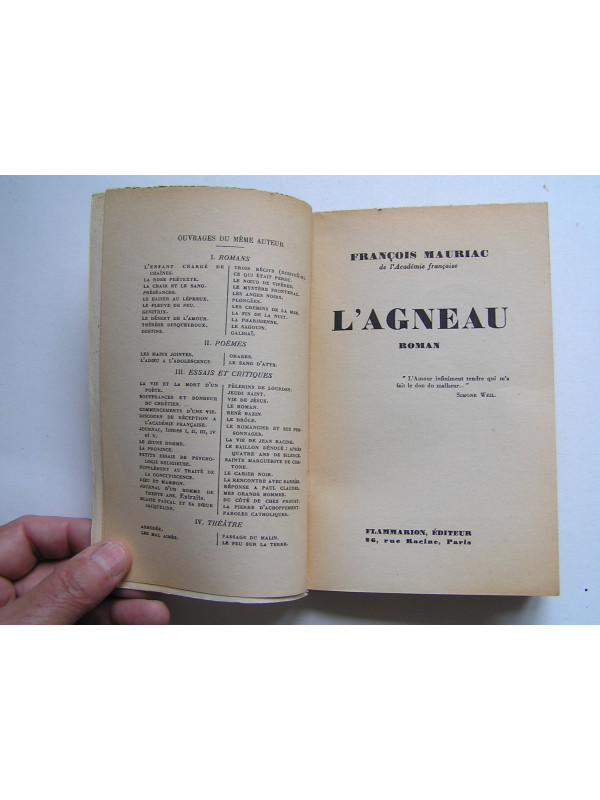 OUVRAGES DU MÊME AUTEUR
I. ROMANS
L'ENFANT CHARGÉ DE
CHAÎNES.
LA ROBE PRÉTEXTE.
LA CHAIR ET LE SANG.
PRÉSÉANCES.
LE BAISER AU LÉPREUX.
LE FLEUVE DE FEU.
GENITRIX.
LE DÉSERT DE L'AMOUR.
THÉRÈSE DESQUEYROUX.
DESTINS.
TROIS RÉCITS
CE QUI ÉTAIT PERDU.
LE NŒUD DE VIPÈRES.
LE MYSTÈRE FRONTENAC.
LES ANGES NOIRS.
PLONGÉES.
LES CHEMINS DE LA MER.
LA FIN DE LA NUIT.
LA PHARISIENNE.
LE SAGOUIN.
GALIGAÏ.
II. POÈMES
LES MAINS JOINTES.
L'ADIEU A L'ADOLESCENCE.
ORAGES.
LE SANG D'ATYS.
III. ESSAIS ET CRITIQUES
LA VIE ET LA MORT D'UN
POÈTE.
SOUFFRANCES ET BONHEUR
DU CHRÉTIEN.
COMMENCEMENTS D'UNE VIE.
DISCOURS DE RÉCEPTION A
L'ACADÉMIE FRANÇAISE.
JOURNAL, tomes I, II, III, IV
et V.
LE JEUNE HOMME.
LA PROVINCE.
PETITS ESSAIS DE PSYCHO-
LOGIE RELIGIEUSE.
SUPPLÉMENT AU TRAITÉ DE
LA CONCUPISCENCE.
DIEU ET MAMMON.
JOURNAL D'UN HOMME DE
TRENTE ANS, Extraits.
BLAISE PASCAL ET SA SŒUR
JACQUELINE.
PÈLERINS DE LOURDES.
JEUDI SAINT.
VIE DE JÉSUS.
LE ROMAN.
RENÉ BAZIN.
LE DRÔLE.
LE ROMANCIER ET SES PER-
SONNAGES.
LA VIE DE JEAN RACINE.
LE BAILLON DÉNOUÉ : APRÈS
QUATRE ANS DE SILENCE.
SAINTE MARGUERITE DE COR-
TONE.
LE CAHIER NOIR.
LA RENCONTRE AVEC BARRÈS.
RÉPONSE A PAUL CLAUDEL.
MES GRANDS HOMMES.
DU CÔTÉ DE CHEZ PROUST.
LA PIERRE D'ACHOPPEMENT.
PAROLES CATHOLIQUES.
IV. THÉÂTRE
ASMODÉE.
LES MAL AIMÉS.
PASSAGE DU MALIN.
LE FEU SUR LA TERRE.
FRANÇOIS MAURIAC
de l'Académie française
L'AGNEAU
ROMAN
" L'Amour infiniment tendre qui m'a
fait le don du malheur... "
SIMONE WEIL.
FLAMMARION, ÉDITEUR
26, rue Racine, Paris